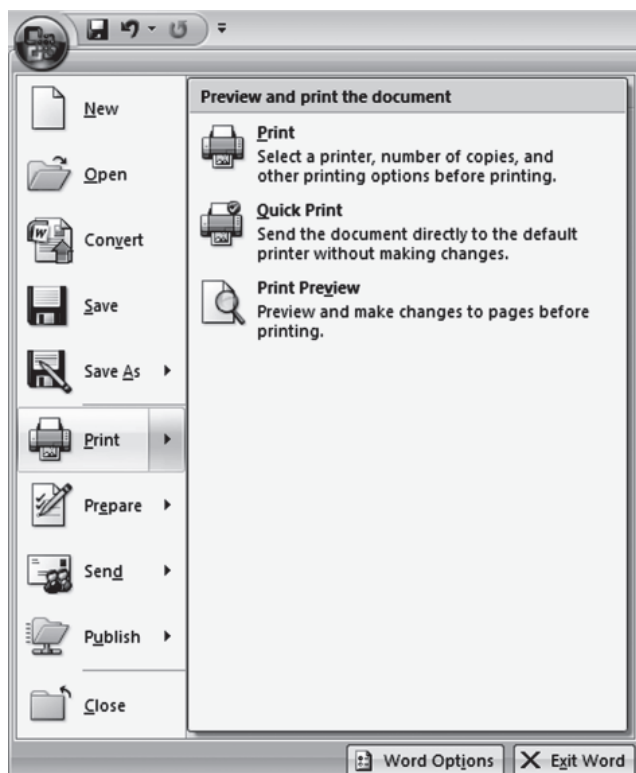 New
Open
Convert
Save
Save As
Print
Prepare
Send
Publish
Close
Preview and print the document
Print
Select a printer, number of copies, and
other printing options before printing.
Quick Print
Send the document directly to the default
printer without making changes.
Print Preview
Preview and make changes to pages before
printing.
Word Options
Exit Word